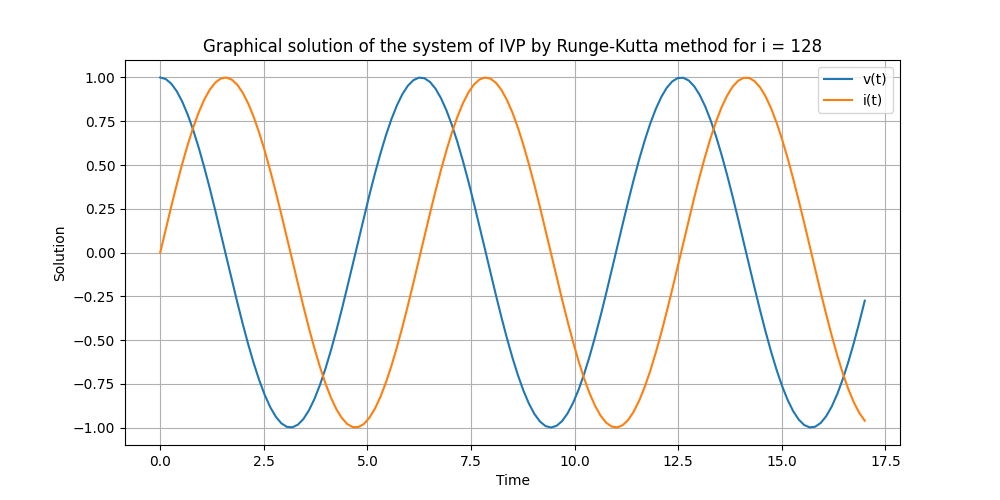 Graphical solution of the system of IVP by Runge-Kutta method for i = 128
v(t)
i(t)
1.00
0.75
0.50
0.25
0.00
−0.25
−0.50
−0.75
−1.00
Solution
0.0 2.5 5.0 7.5 10.0 12.5 15.0 17.5
Time